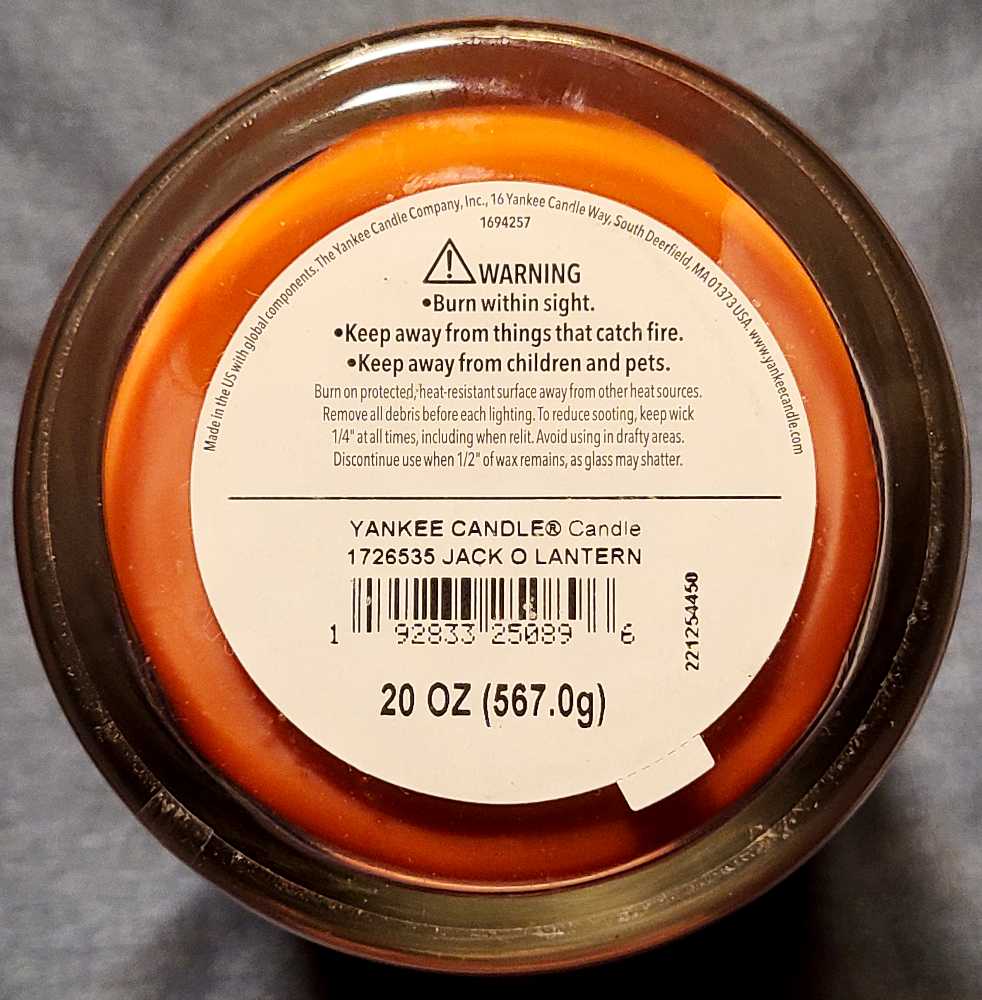 Made in the US with global components. The Yankee Candle Company, Inc., 16 Yankee Candle Way, South Deerfield, MA 01373 USA. www.yankeecandle.com
1694257
WARNING
•Burn within sight.
•Keep away from things that catch fire.
•Keep away from children and pets.
Burn on protected, heat-resistant surface away from other heat sources.
Remove all debris before each lighting. To reduce sooting, keep wick
1/4" at all times, including when relit. Avoid using in drafty areas.
Discontinue use when 1/2" of wax remains, as glass may shatter.
YANKEE CANDLE® Candle
1726535 JACK O LANTERN
1 92833 25089 6
221254450
20 OZ (567.0g)